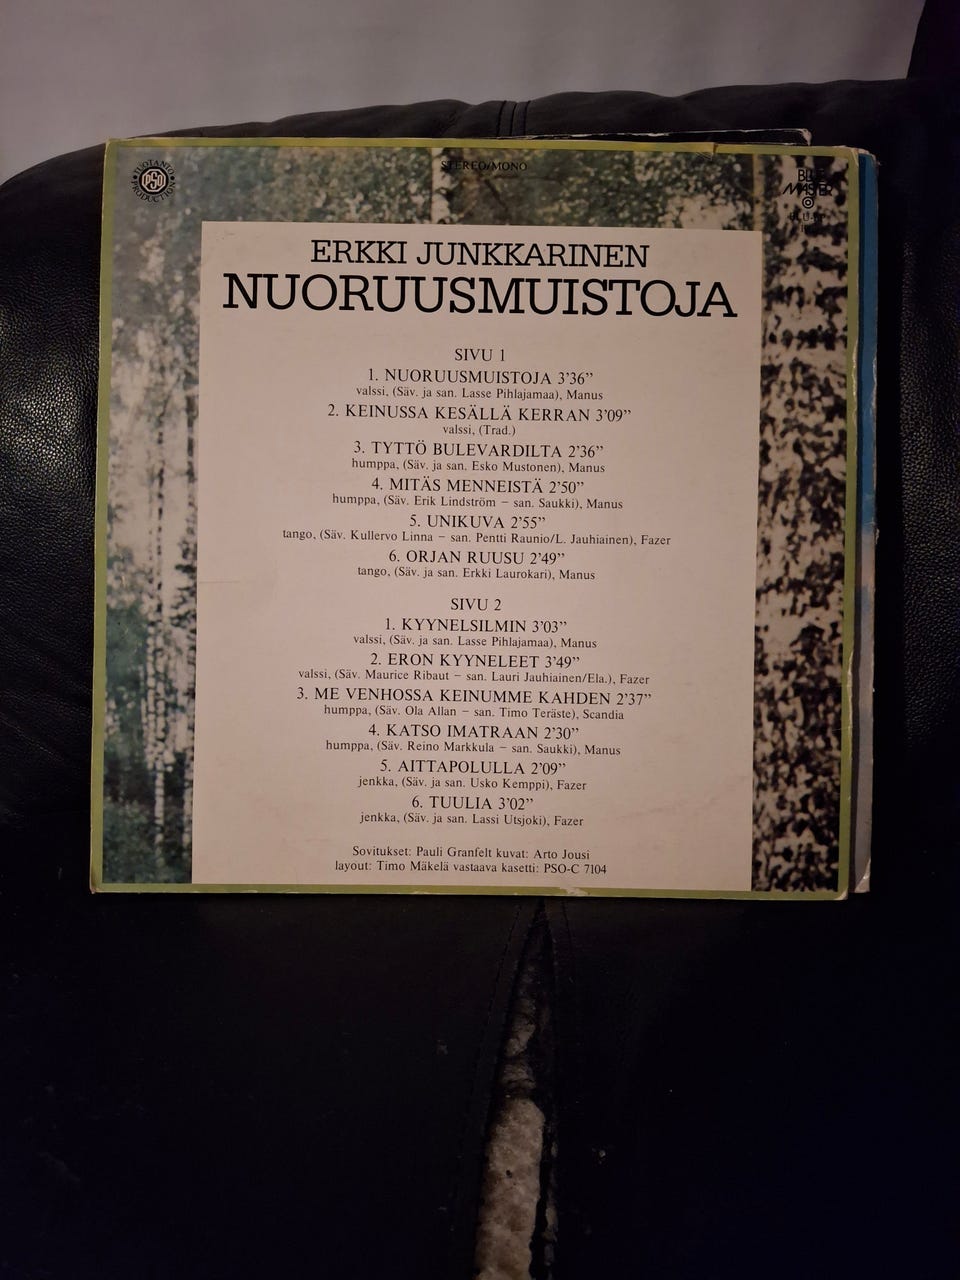 TUOTANTO
PSO
PRODUCTION
STEREO/MONO
BLUE
MASTER
ERKKI JUNKKARINEN
NUORUUSMUISTOJA
SIVU 1
1. NUORUUSMUISTOJA 3’36”
valssi, (Säv. ja san. Lasse Pihlajamaa), Manus
2. KEINUSSA KESÄLLÄ KERRAN 3’09”
valssi, (Trad.)
3. TYTTÖ BULEVARDILTA 2’36”
humppa, (Säv. ja san. Esko Mustonen), Manus
4. MITÄS MENNEISTÄ 2’50”
humppa, (Säv. Erik Lindström – san. Saukki), Manus
5. UNIKUVA 2’55”
tango, (Säv. Kullervo Linna – san. Pentti Raunio/L. Jauhiainen), Fazer
6. ORJAN RUUSU 2’49”
tango, (Säv. ja san. Erkki Laurokari), Manus
SIVU 2
1. KYYNELSILMIN 3’03”
valssi, (Säv. ja san. Lasse Pihlajamaa), Manus
2. ERON KYYNELEET 3’49”
valssi, (Säv. Maurice Ribaut – san. Lauri Jauhiainen/Ela.), Fazer
3. ME VENHOSSA KEINUMME KAHDEN 2’37”
humppa, (Säv. Ola Allan – san. Timo Teräste), Scandia
4. KATSO IMATRAAN 2’30”
humppa, (Säv. Reino Markkula – san. Saukki), Manus
5. AITTAPOLULLA 2’09”
jenkka, (Säv. ja san. Usko Kemppi), Fazer
6. TUULIA 3’02”
jenkka, (Säv. ja san. Lassi Utsjoki), Fazer
Sovitukset: Pauli Granfelt kuvat: Arto Jousi
layout: Timo Mäkelä vastaava kasetti: PSO-C 7104